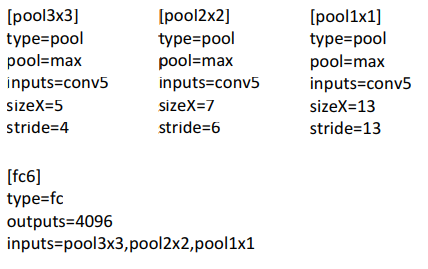 [pool3x3]
type=pool
pool=max
inputs=conv5
sizeX=5
stride=4
[pool2x2]
type=pool
pool=max
inputs=conv5
sizeX=7
stride=6
[pool1x1]
type=pool
pool=max
inputs=conv5
sizeX=13
stride=13
[fc6]
type=fc
outputs=4096
inputs=pool3x3,pool2x2,pool1x1